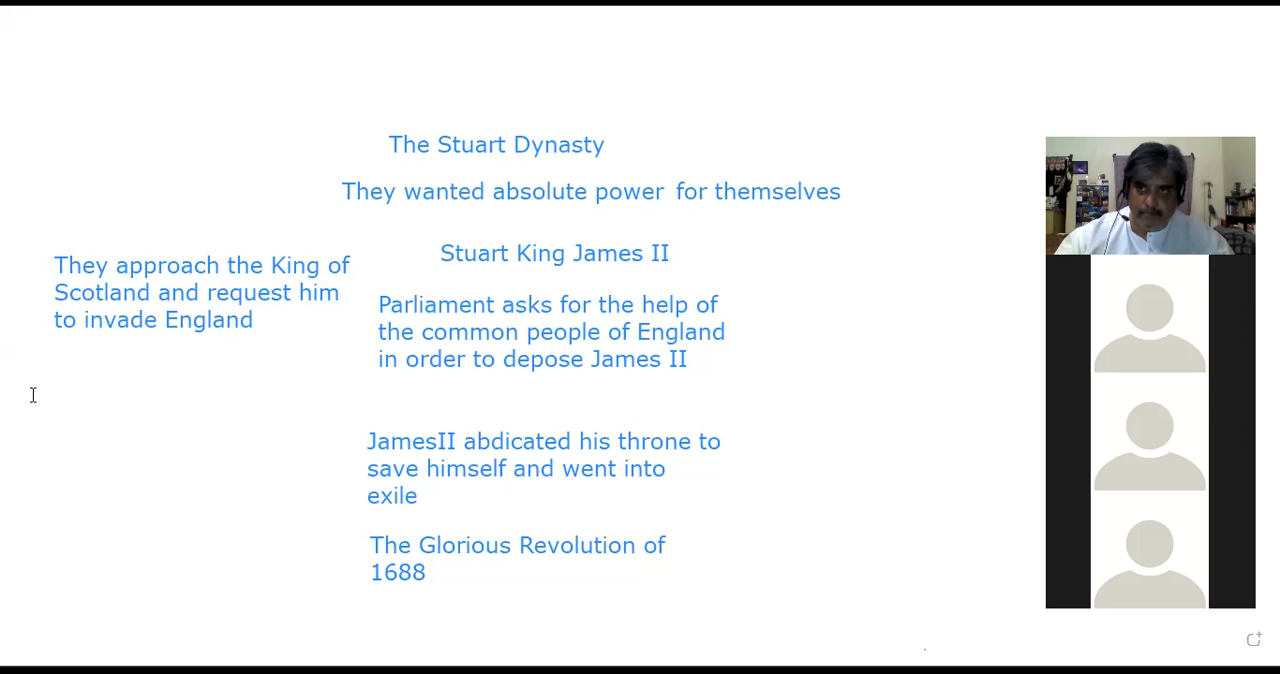 The Stuart Dynasty
They wanted absolute power for themselves
Stuart King James II
They approach the King of
Scotland and request him
to invade England
Parliament asks for the help of
the common people of England
in order to depose James II
JamesII abdicated his throne to
save himself and went into
exile
The Glorious Revolution of
1688